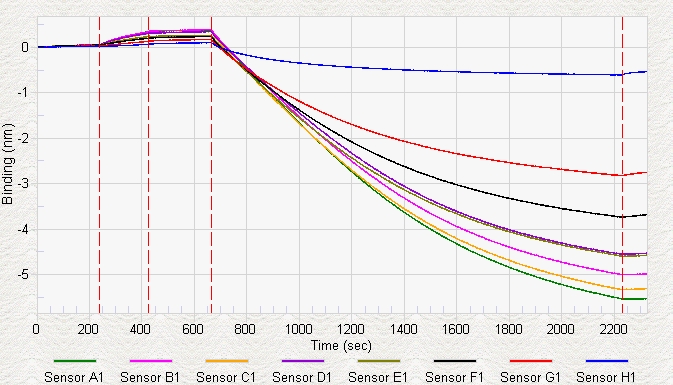 0
-1
-2
-3
-4
-5
Binding (nm)
0 200 400 600 800 1000 1200 1400 1600 1800 2000 2200
Time (sec)
Sensor A1 Sensor B1 Sensor C1 Sensor D1 Sensor E1 Sensor F1 Sensor G1 Sensor H1